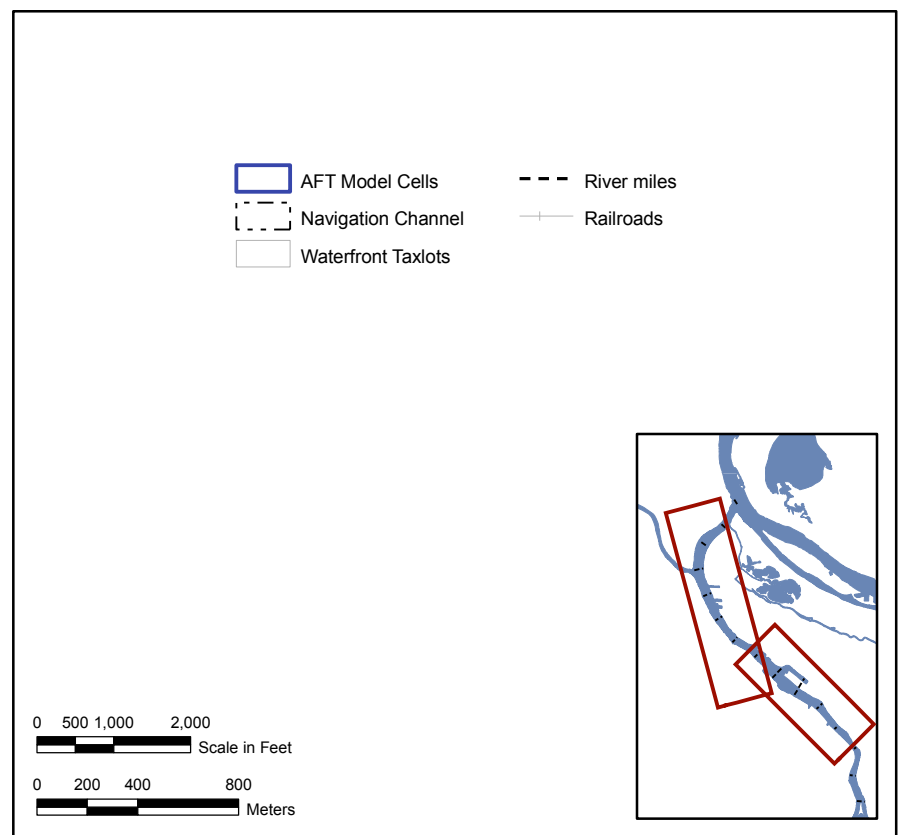 AFT Model Cells
Navigation Channel
Waterfront Taxlots
River miles
Railroads
0 500 1,000 2,000
Scale in Feet
0 200 400 800
Meters